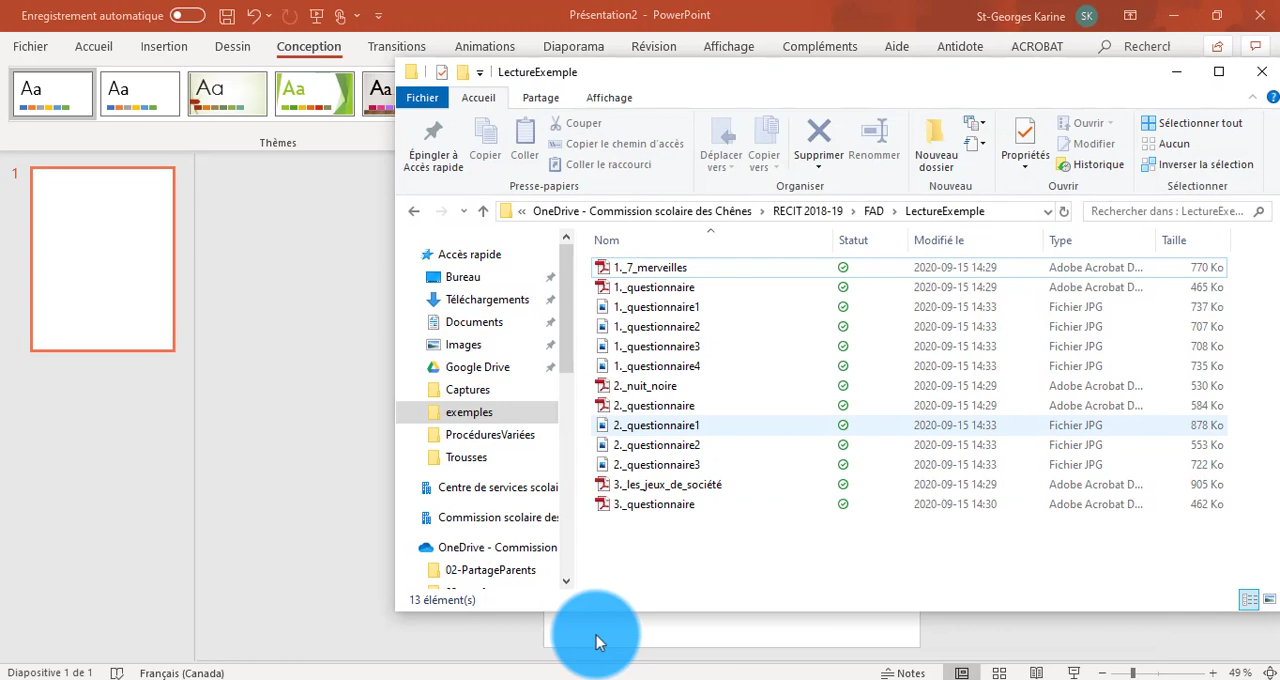 Enregistrement automatique
Présentation2 - PowerPoint
St-Georges Karine SK
Fichier Accueil Insertion Dessin Conception Transitions Animations Diaporama Révision Affichage Compléments Aide Antidote ACROBAT Rechercl
Aa Aa Aa Aa Aa
Thèmes
1
LectureExemple
Fichier Accueil Partage Affichage
Épingler à Accès rapide
Copier
Coller
Couper
Copier le chemin d'accès
Coller le raccourci
Presse-papiers
Déplacer vers
Copier vers
Supprimer
Renommer
Organiser
Nouveau dossier
Nouveau
Propriétés
Ouvrir
Modifier
Historique
Ouvrir
Sélectionner tout
Aucun
Inverser la sélection
Sélectionner
« OneDrive - Commission scolaire des Chênes > RECIT 2018-19 > FAD > LectureExemple
Rechercher dans : LectureExe...
Accès rapide
Bureau
Téléchargements
Documents
Images
Google Drive
Captures
exemples
ProcéduresVariées
Trousses
Centre de services scolai
Commission scolaire des
OneDrive - Commission
02-PartageParents
Nom Statut Modifié le Type Taille
1._7_merveilles 2020-09-15 14:29 Adobe Acrobat D... 770 Ko
1._questionnaire 2020-09-15 14:29 Adobe Acrobat D... 465 Ko
1._questionnaire1 2020-09-15 14:33 Fichier JPG 737 Ko
1._questionnaire2 2020-09-15 14:33 Fichier JPG 707 Ko
1._questionnaire3 2020-09-15 14:33 Fichier JPG 708 Ko
1._questionnaire4 2020-09-15 14:33 Fichier JPG 735 Ko
2._nuit_noire 2020-09-15 14:29 Adobe Acrobat D... 530 Ko
2._questionnaire 2020-09-15 14:29 Adobe Acrobat D... 584 Ko
2._questionnaire1 2020-09-15 14:33 Fichier JPG 878 Ko
2._questionnaire2 2020-09-15 14:33 Fichier JPG 553 Ko
2._questionnaire3 2020-09-15 14:33 Fichier JPG 722 Ko
3._les_jeux_de_société 2020-09-15 14:29 Adobe Acrobat D... 905 Ko
3._questionnaire 2020-09-15 14:30 Adobe Acrobat D... 462 Ko
13 élément(s)
Diapositive 1 de 1 Français (Canada) Notes 49 %